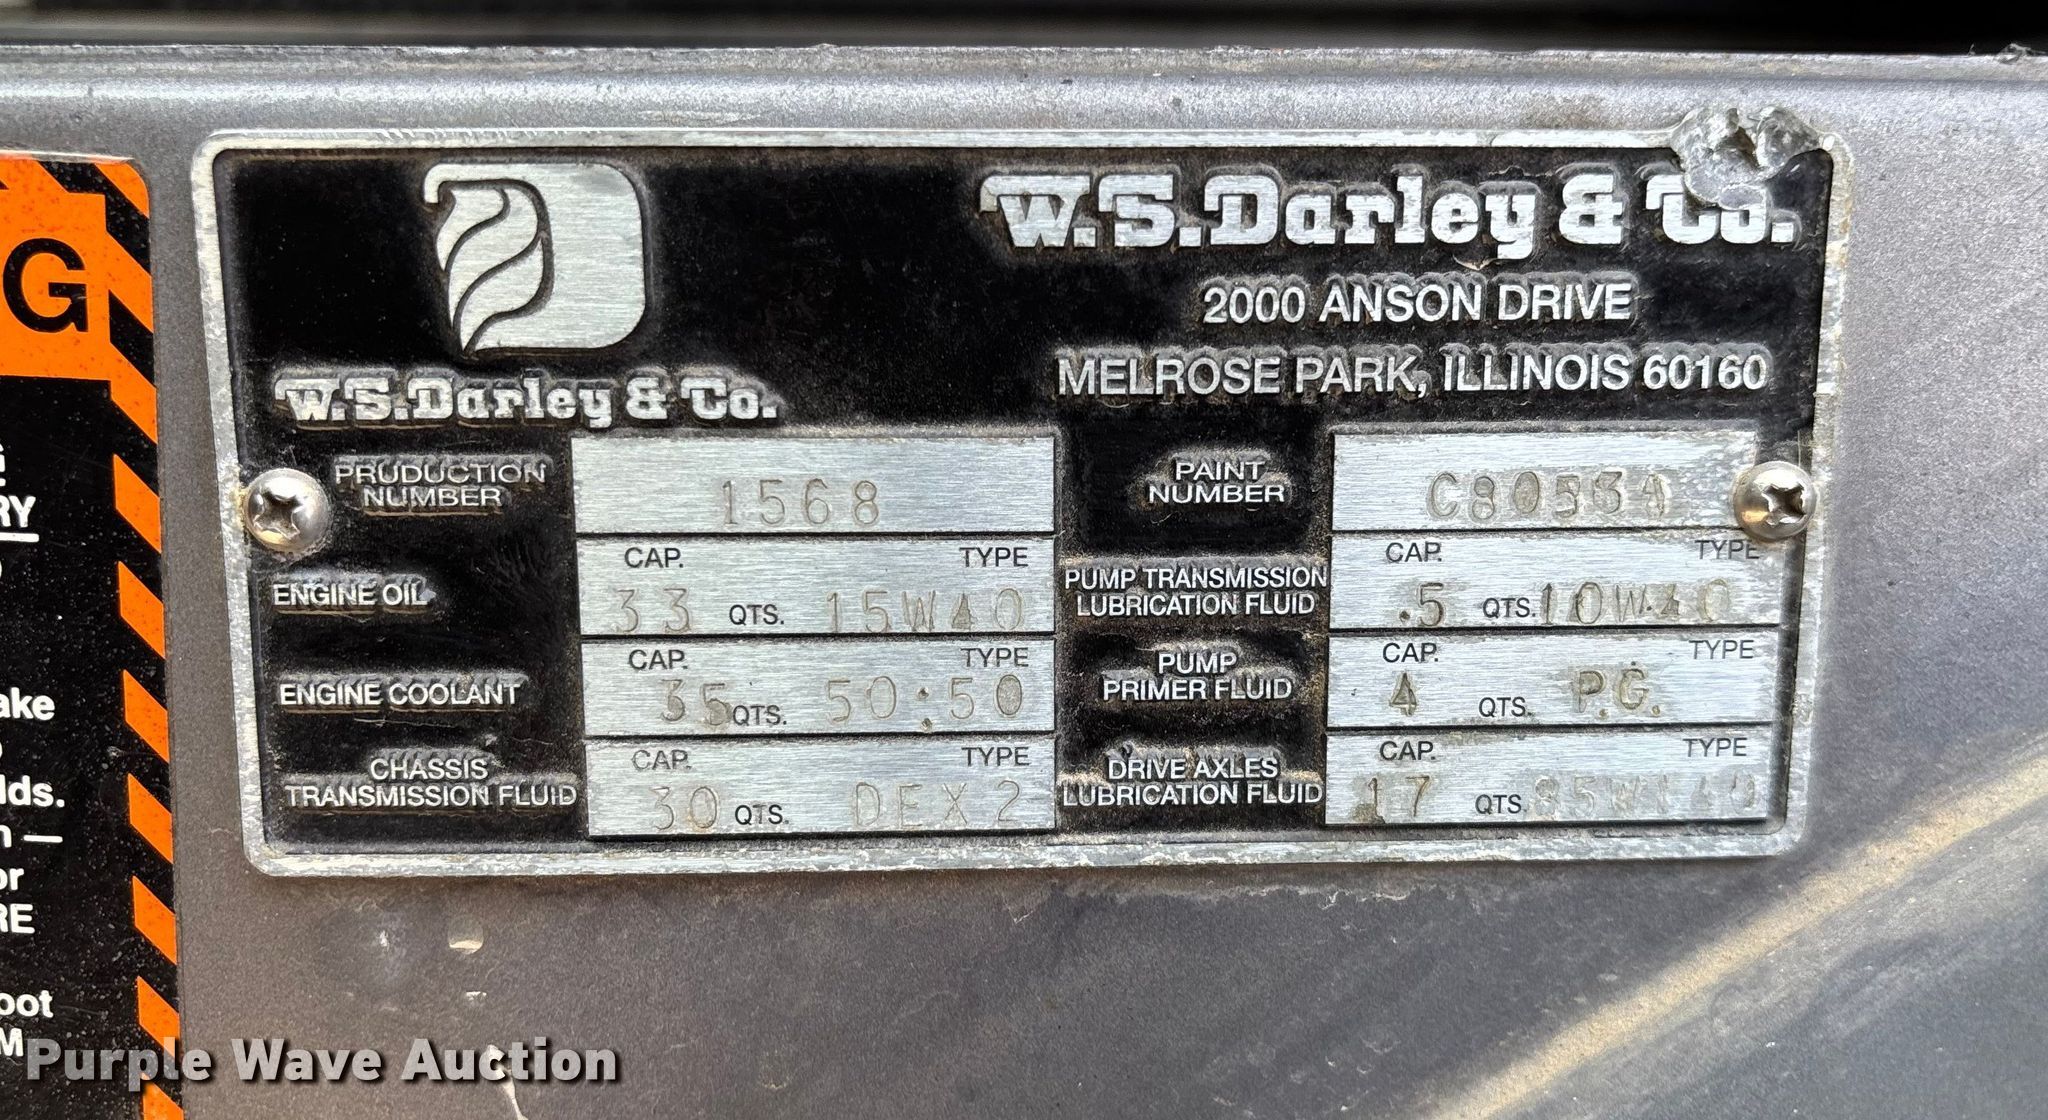 G
RY
ake
lds.
n —
or
RE
oot
M
W.S. Darley & Co.
2000 ANSON DRIVE
MELROSE PARK, ILLINOIS 60160
W.S. Darley & Co.
PRUDUCTION
NUMBER
1568
PAINT
NUMBER
C80534
ENGINE OIL
CAP. TYPE
33 QTS. 15W40
PUMP TRANSMISSION
LUBRICATION FLUID
CAP. TYPE
.5 QTS. 10W40
ENGINE COOLANT
CAP. TYPE
35 QTS. 50:50
PUMP
PRIMER FLUID
CAP. TYPE
4 QTS. P.G.
CHASSIS
TRANSMISSION FLUID
CAP. TYPE
30 QTS. DEX2
DRIVE AXLES
LUBRICATION FLUID
CAP. TYPE
17 QTS. 85W140
Purple Wave Auction